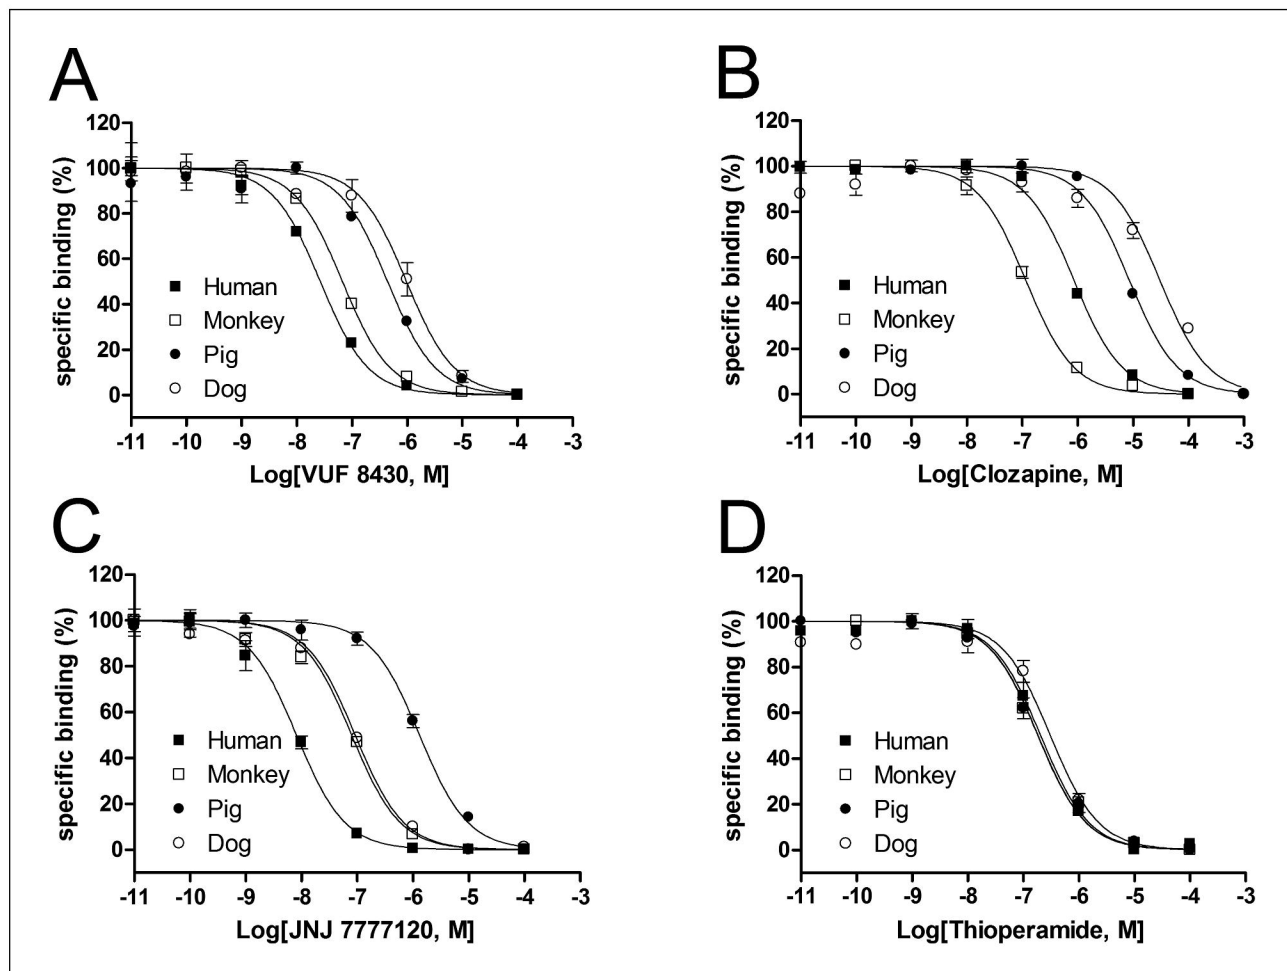 A
120
100
80
60
40
20
0
specific binding (%)
Human
Monkey
Pig
Dog
-11 -10 -9 -8 -7 -6 -5 -4 -3
Log[VUF 8430, M]
B
120
100
80
60
40
20
0
specific binding (%)
Human
Monkey
Pig
Dog
-11 -10 -9 -8 -7 -6 -5 -4 -3
Log[Clozapine, M]
C
120
100
80
60
40
20
0
specific binding (%)
Human
Monkey
Pig
Dog
-11 -10 -9 -8 -7 -6 -5 -4 -3
Log[JNJ 7777120, M]
D
120
100
80
60
40
20
0
specific binding (%)
Human
Monkey
Pig
Dog
-11 -10 -9 -8 -7 -6 -5 -4 -3
Log[Thioperamide, M]